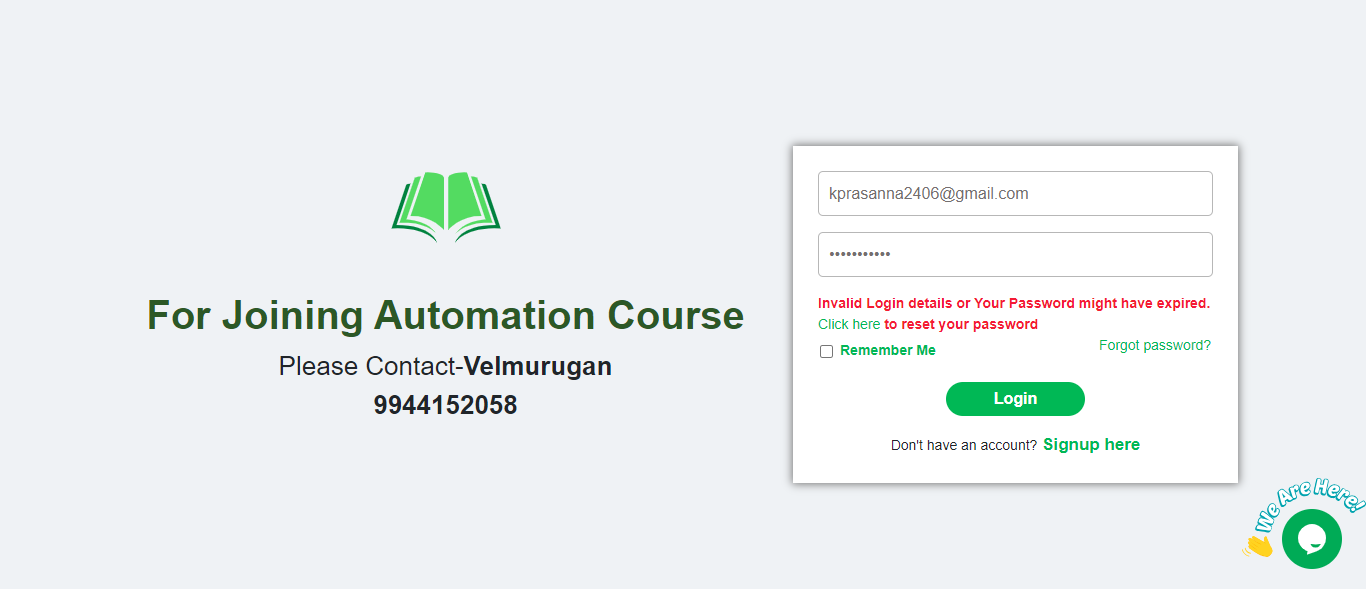 For Joining Automation Course
Please Contact-Velmurugan
9944152058
kprasanna2406@gmail.com
•••••••••••
Invalid Login details or Your Password might have expired.
Click here to reset your password
Remember Me
Forgot password?
Login
Don't have an account? Signup here
We Are Here!